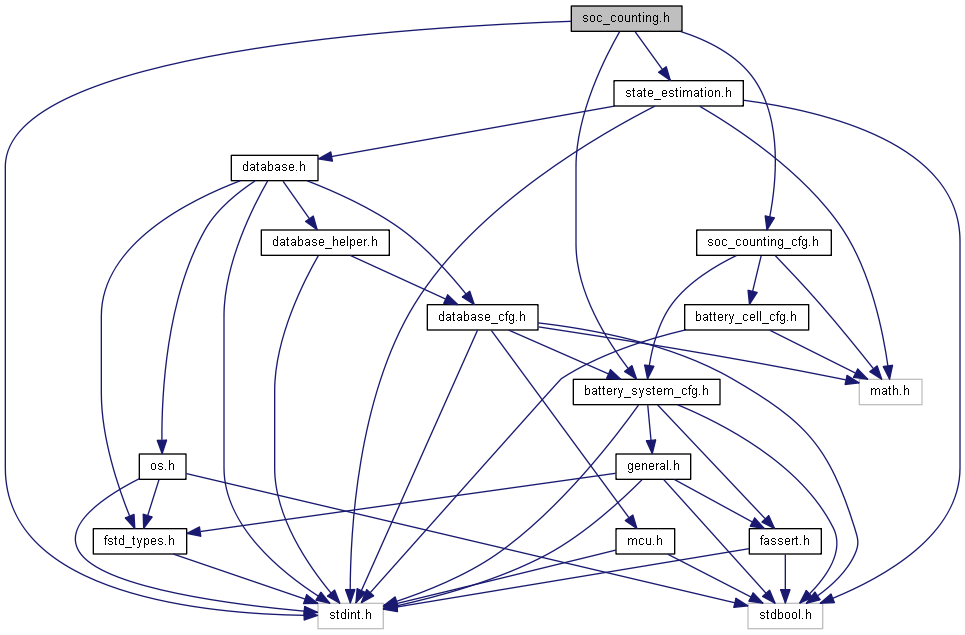 soc_counting.h
state_estimation.h
database.h
database_helper.h
soc_counting_cfg.h
database_cfg.h
battery_cell_cfg.h
battery_system_cfg.h
math.h
os.h
general.h
fstd_types.h
mcu.h
fassert.h
stdint.h
stdbool.h